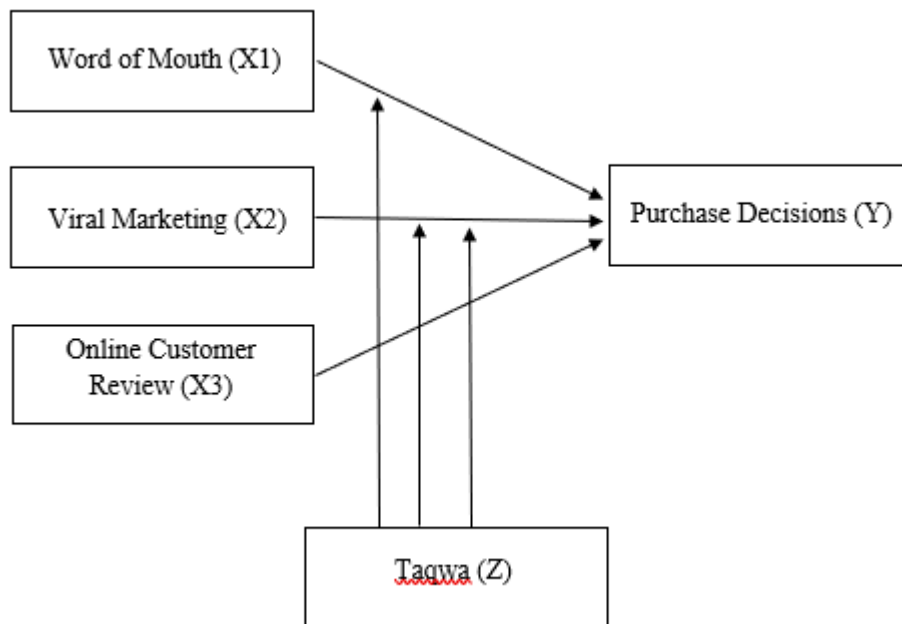 Word of Mouth (X1)
Viral Marketing (X2)
Purchase Decisions (Y)
Online Customer
Review (X3)
Taqwa (Z)